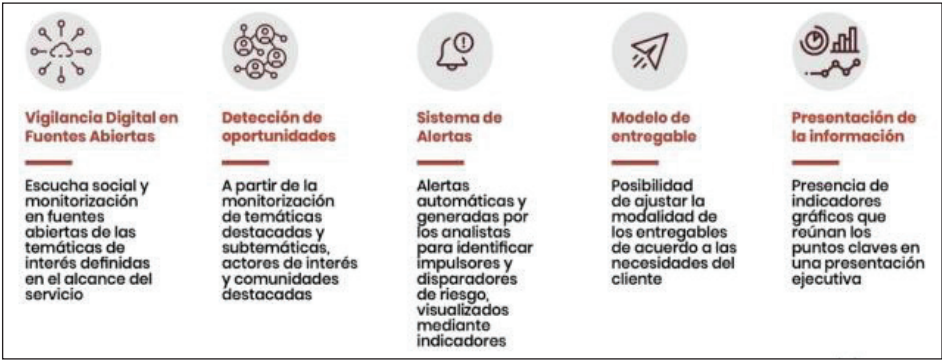 Vigilancia Digital en
Fuentes Abiertas
Escucha social y
monitorización
en fuentes
abiertas de las
temáticas de
interés definidas
en el alcance del
servicio
Detección de
oportunidades
A partir de la
monitorización
de temáticas
destacadas y
subtemáticas,
actores de interés
y comunidades
destacadas
Sistema de
Alertas
Alertas
automáticas y
generadas por
los analistas
para identificar
impulsores y
disparadores
de riesgo,
visualizados
mediante
indicadores
Modelo de
entregable
Posibilidad
de ajustar la
modalidad de
los entregables
de acuerdo a las
necesidades del
cliente
Presentación de
la información
Presencia de
indicadores
gráficos que
reúnan los
puntos claves en
una presentación
ejecutiva